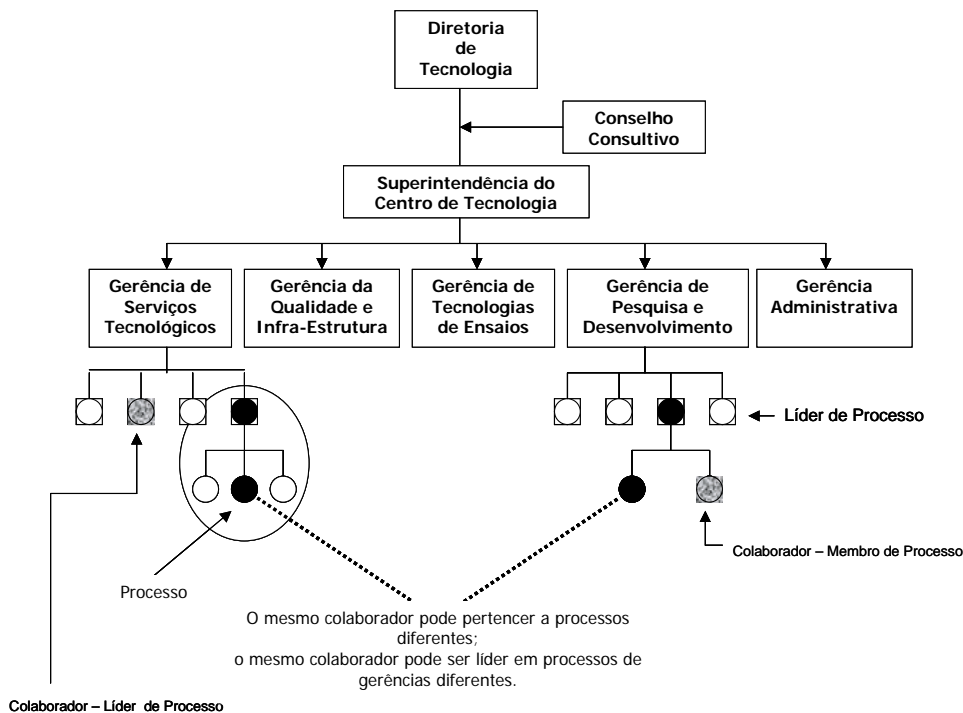 Diretoria
de
Tecnologia
Conselho
Consultivo
Superintendência do
Centro de Tecnologia
Gerência de
Serviços
Tecnológicos
Gerência da
Qualidade e
Infra-Estrutura
Gerência de
Tecnologias
de Ensaios
Gerência de
Pesquisa e
Desenvolvimento
Gerência
Administrativa
Líder de Processo
Colaborador – Membro de Processo
Processo
O mesmo colaborador pode pertencer a processos
diferentes;
o mesmo colaborador pode ser líder em processos de
gerências diferentes.
Colaborador – Líder de Processo